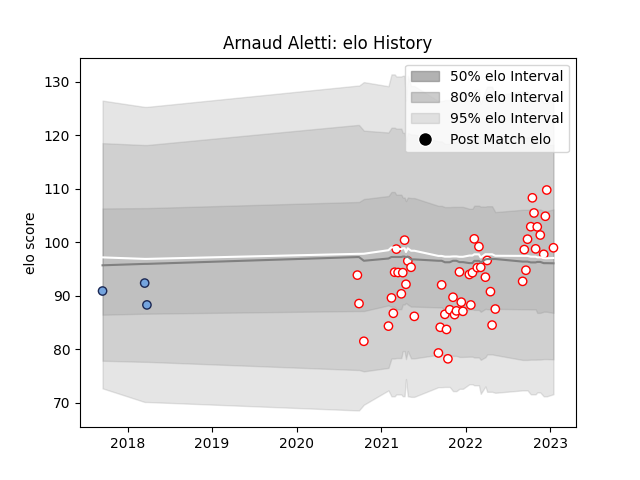 Arnaud Aletti: elo History
50% elo Interval
80% elo Interval
95% elo Interval
Post Match elo
elo score
130
120
110
100
90
80
70
2018 2019 2020 2021 2022 2023